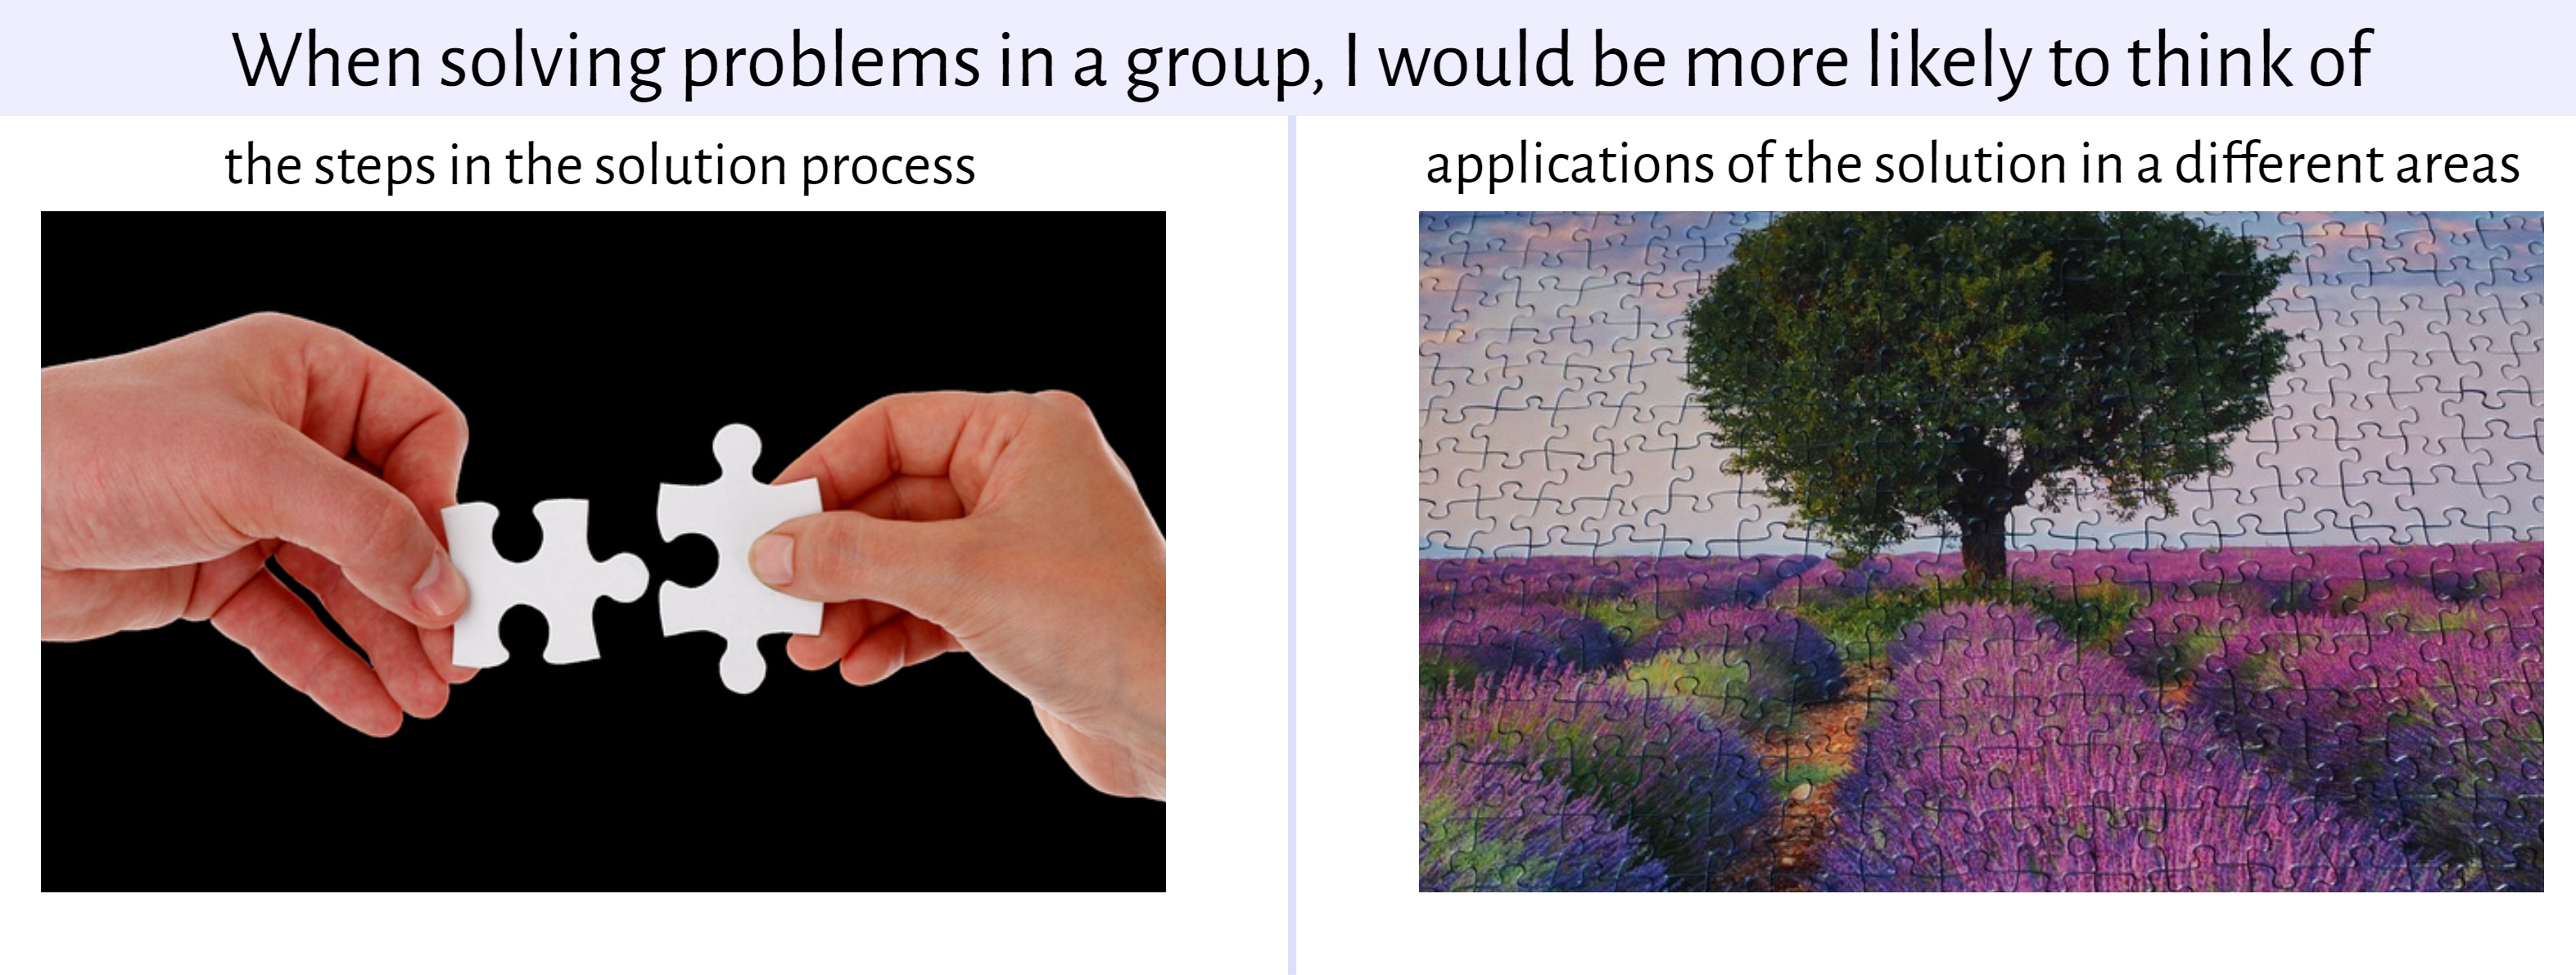 When solving problems in a group, I would be more likely to think of
the steps in the solution process
applications of the solution in a different areas